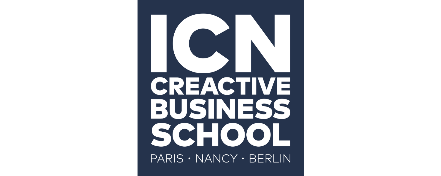 ICN
CREACTIVE
BUSINESS
SCHOOL
PARIS • NANCY • BERLIN